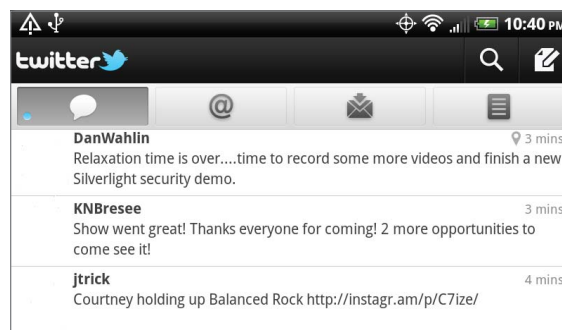 10:40 PM
twitter
@
DanWahlin 3 mins
Relaxation time is over....time to record some more videos and finish a new
Silverlight security demo.
KNBresee 3 mins
Show went great! Thanks everyone for coming! 2 more opportunities to
come see it!
jtrick 4 mins
Courtney holding up Balanced Rock http://instagr.am/p/C7ize/